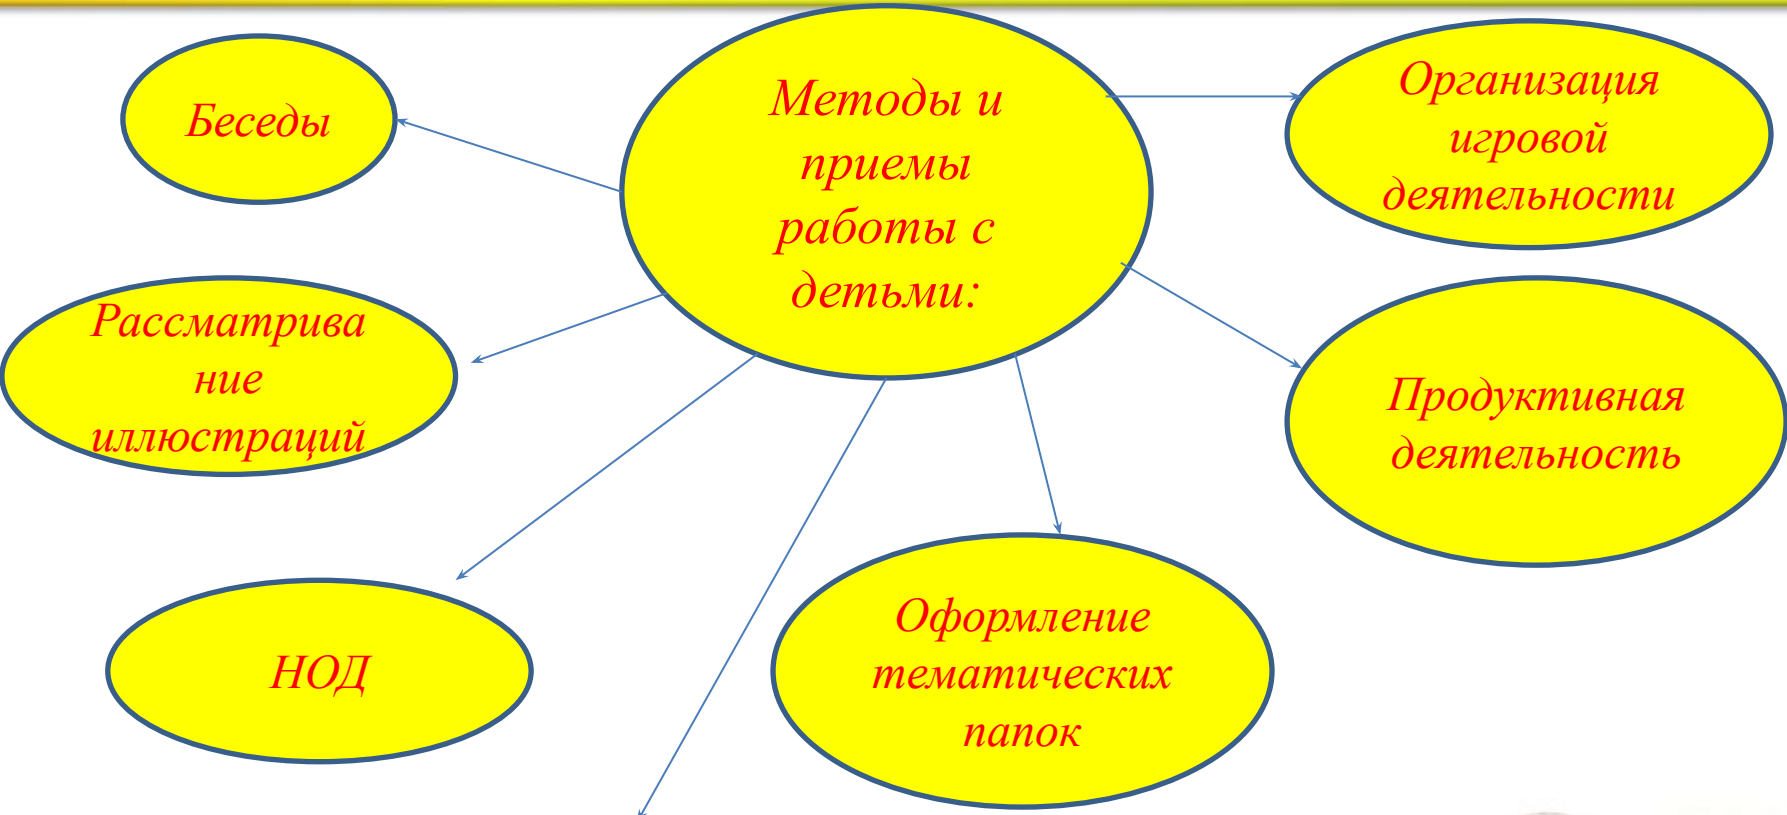 Методы и
приемы
работы с
детьми:
Беседы
Рассматрива
ние
иллюстраций
НОД
Оформление
тематических
папок
Организация
игровой
деятельности
Продуктивная
деятельность